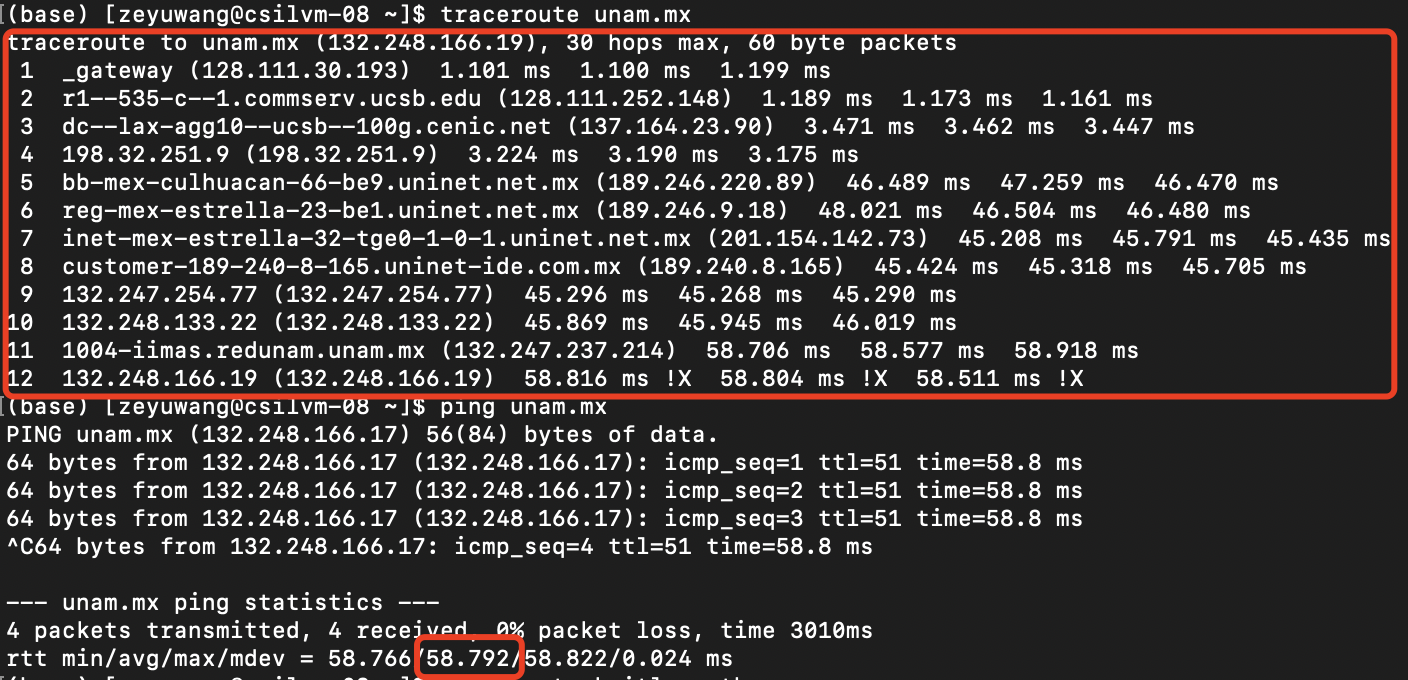 [(base) [zeyuwang@csilvm-08 ~]$ traceroute unam.mx
traceroute to unam.mx (132.248.166.19), 30 hops max, 60 byte packets
 1  _gateway (128.111.30.193)  1.101 ms  1.100 ms  1.199 ms
 2  r1--535-c--1.commserv.ucsb.edu (128.111.252.148)  1.189 ms  1.173 ms  1.161 ms
 3  dc--lax-agg10--ucsb--100g.cenic.net (137.164.23.90)  3.471 ms  3.462 ms  3.447 ms
 4  198.32.251.9 (198.32.251.9)  3.224 ms  3.190 ms  3.175 ms
 5  bb-mex-culhuacan-66-be9.uninet.net.mx (189.246.220.89)  46.489 ms  47.259 ms  46.470 ms
 6  reg-mex-estrella-23-be1.uninet.net.mx (189.246.9.18)  48.021 ms  46.504 ms  46.480 ms
 7  inet-mex-estrella-32-tge0-1-0-1.uninet.net.mx (201.154.142.73)  45.208 ms  45.791 ms  45.435 ms
 8  customer-189-240-8-165.uninet-ide.com.mx (189.240.8.165)  45.424 ms  45.318 ms  45.705 ms
 9  132.247.254.77 (132.247.254.77)  45.296 ms  45.268 ms  45.290 ms
10  132.248.133.22 (132.248.133.22)  45.869 ms  45.945 ms  46.019 ms
11  1004-iimas.redunam.unam.mx (132.247.237.214)  58.706 ms  58.577 ms  58.918 ms
12  132.248.166.19 (132.248.166.19)  58.816 ms !X  58.804 ms !X  58.511 ms !X
[(base) [zeyuwang@csilvm-08 ~]$ ping unam.mx
PING unam.mx (132.248.166.17) 56(84) bytes of data.
64 bytes from 132.248.166.17 (132.248.166.17): icmp_seq=1 ttl=51 time=58.8 ms
64 bytes from 132.248.166.17 (132.248.166.17): icmp_seq=2 ttl=51 time=58.8 ms
64 bytes from 132.248.166.17 (132.248.166.17): icmp_seq=3 ttl=51 time=58.8 ms
^C64 bytes from 132.248.166.17: icmp_seq=4 ttl=51 time=58.8 ms
--- unam.mx ping statistics ---
4 packets transmitted, 4 received, 0% packet loss, time 3010ms
rtt min/avg/max/mdev = 58.766/58.792/58.822/0.024 ms